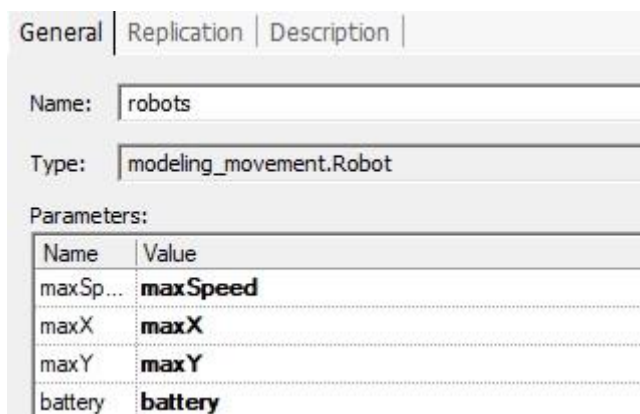 General Replication Description
Name: robots
Type: modeling_movement.Robot
Parameters:
Name Value
maxSp... maxSpeed
maxX maxX
maxY maxY
battery battery